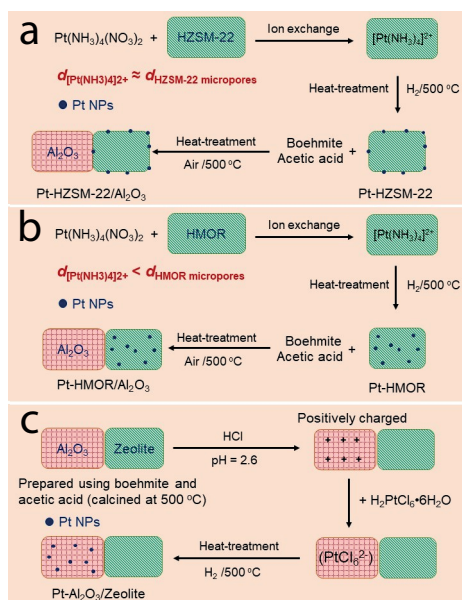 a
Pt(NH3)4(NO3)2 + HZSM-22 Ion exchange [Pt(NH3)4]2+
d[Pt(NH3)4]2+ ≈ dHZSM-22 micropores
Heat-treatment H2/500 °C
● Pt NPs
Al2O3 Heat-treatment Boehmite +
Air /500 °C Acetic acid
Pt-HZSM-22/Al2O3 Pt-HZSM-22
b
Pt(NH3)4(NO3)2 + HMOR Ion exchange [Pt(NH3)4]2+
d[Pt(NH3)4]2+ < dHMOR micropores
Heat-treatment H2/500 °C
● Pt NPs
Al2O3 Heat-treatment Boehmite +
Air/500 °C Acetic acid
Pt-HMOR/Al2O3 Pt-HMOR
c
Positively charged
Al2O3 Zeolite HCl + + +
pH = 2.6 + + +
Prepared using boehmite and
acetic acid (calcined at 500 °C)
+ H2PtCl6•6H2O
● Pt NPs
Heat-treatment (PtCl62-)
H2 /500 °C
Pt-Al2O3/Zeolite